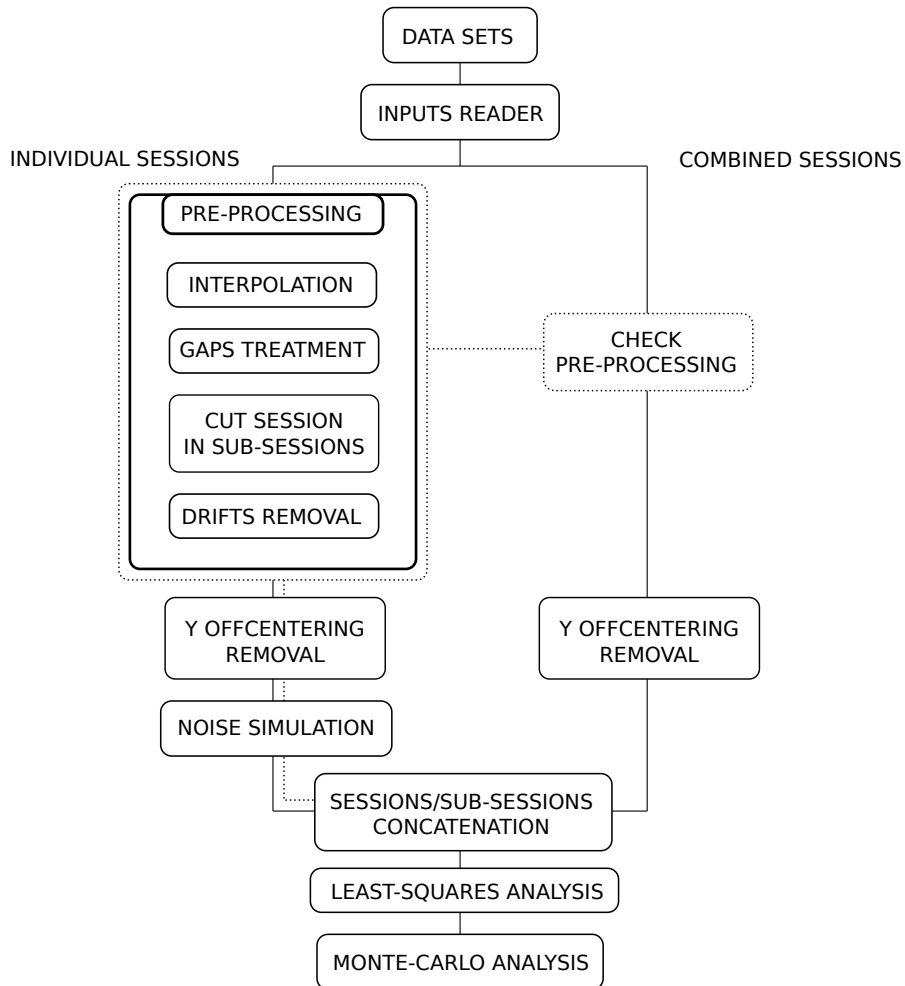 DATA SETS
INPUTS READER
INDIVIDUAL SESSIONS
COMBINED SESSIONS
PRE-PROCESSING
INTERPOLATION
GAPS TREATMENT
CUT SESSION
IN SUB-SESSIONS
DRIFTS REMOVAL
CHECK
PRE-PROCESSING
Y OFFCENTERING
REMOVAL
NOISE SIMULATION
Y OFFCENTERING
REMOVAL
SESSIONS/SUB-SESSIONS
CONCATENATION
LEAST-SQUARES ANALYSIS
MONTE-CARLO ANALYSIS